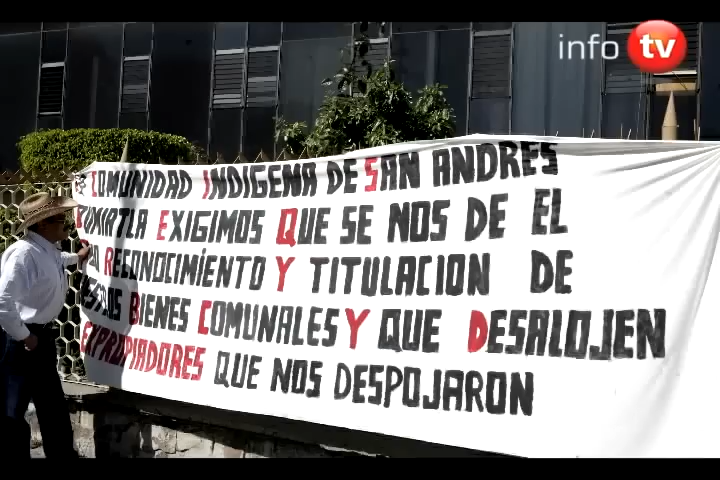 info tv
COMUNIDAD INDIGENA DE SAN ANDRES
EXIGIMOS QUE SE NOS DE EL
RECONOCIMIENTO Y TITULACION DE
BIENES COMUNALES Y QUE DESALOJEN
EXPROPIADORES QUE NOS DESPOJARON